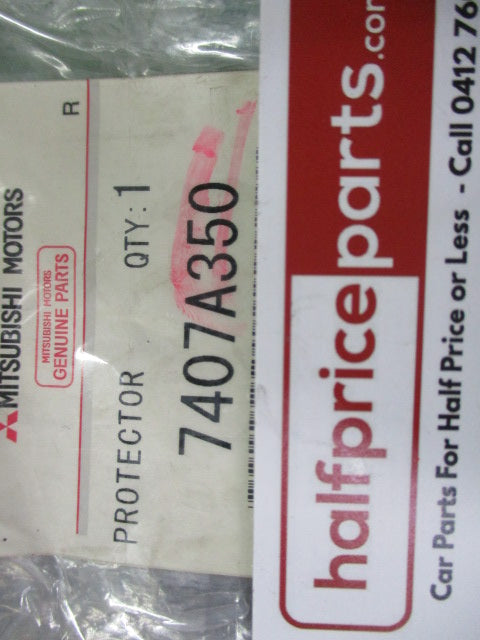 MITSUBISHI MOTORS
R
MITSUBISHI MOTORS
GENUINE PARTS
PROTECTOR QTY:1
7407A350
halfpriceparts.com
Car Parts For Half Price or Less - Call 0412 76